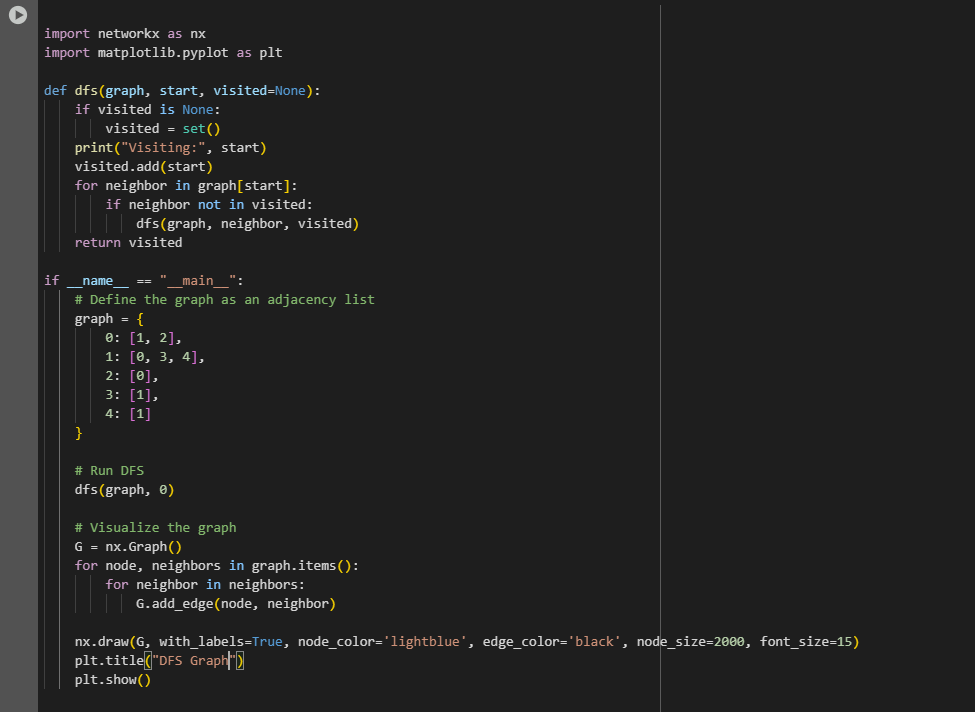 import networkx as nx
import matplotlib.pyplot as plt

def dfs(graph, start, visited=None):
    if visited is None:
        visited = set()
    print("Visiting:", start)
    visited.add(start)
    for neighbor in graph[start]:
        if neighbor not in visited:
            dfs(graph, neighbor, visited)
    return visited

if __name__ == "__main__":
    # Define the graph as an adjacency list
    graph = {
        0: [1, 2],
        1: [0, 3, 4],
        2: [0],
        3: [1],
        4: [1]
    }

    # Run DFS
    dfs(graph, 0)

    # Visualize the graph
    G = nx.Graph()
    for node, neighbors in graph.items():
        for neighbor in neighbors:
            G.add_edge(node, neighbor)

    nx.draw(G, with_labels=True, node_color='lightblue', edge_color='black', node_size=2000, font_size=15)
    plt.title("DFS Graph")
    plt.show()